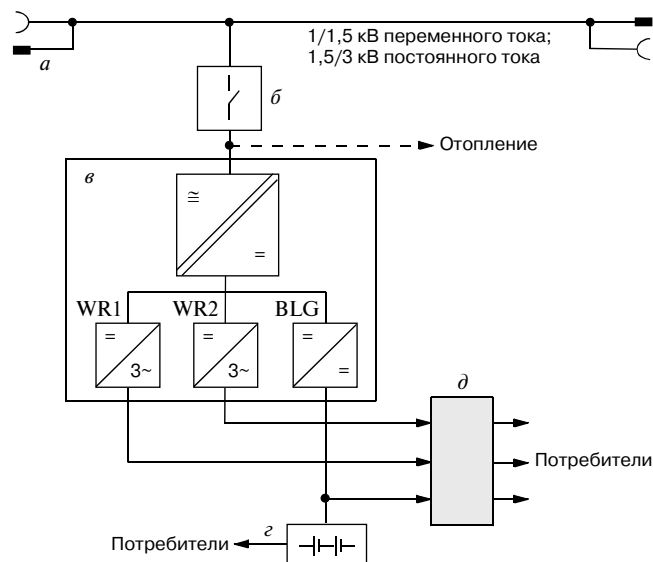 1/1,5 кВ переменного тока;
1,5/3 кВ постоянного тока
а
б
Отопление
в
≅
=
WR1
WR2
BLG
=
3~
=
3~
=
=
д
Потребители
г
Потребители